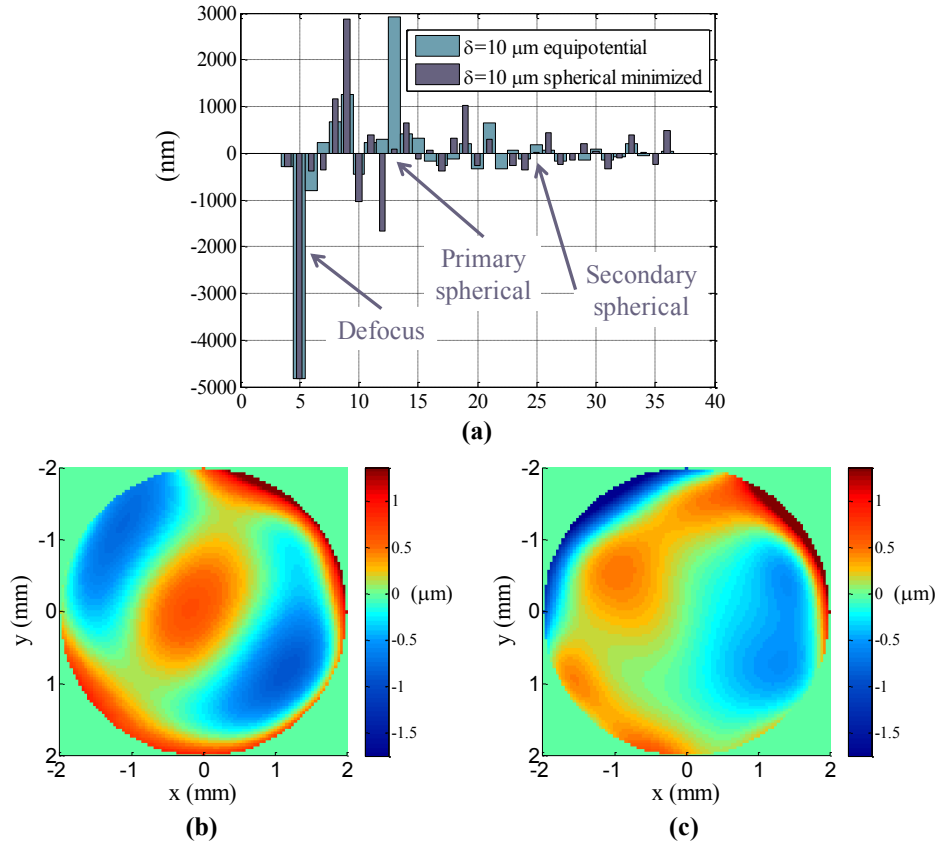 3000
2000
1000
0
-1000
-2000
-3000
-4000
-5000
(nm)
δ=10 μm equipotential
δ=10 μm spherical minimized
Primary
spherical
Secondary
spherical
Defocus
0 5 10 15 20 25 30 35 40
(a)
-2
-1
0
1
2
y (mm)
-2 -1 0 1 2
x (mm)
1
0.5
0
-0.5
-1
-1.5
(μm)
(b)
-2
-1
0
1
2
y (mm)
-2 -1 0 1 2
x (mm)
1
0.5
0
-0.5
-1
-1.5
(μm)
(c)